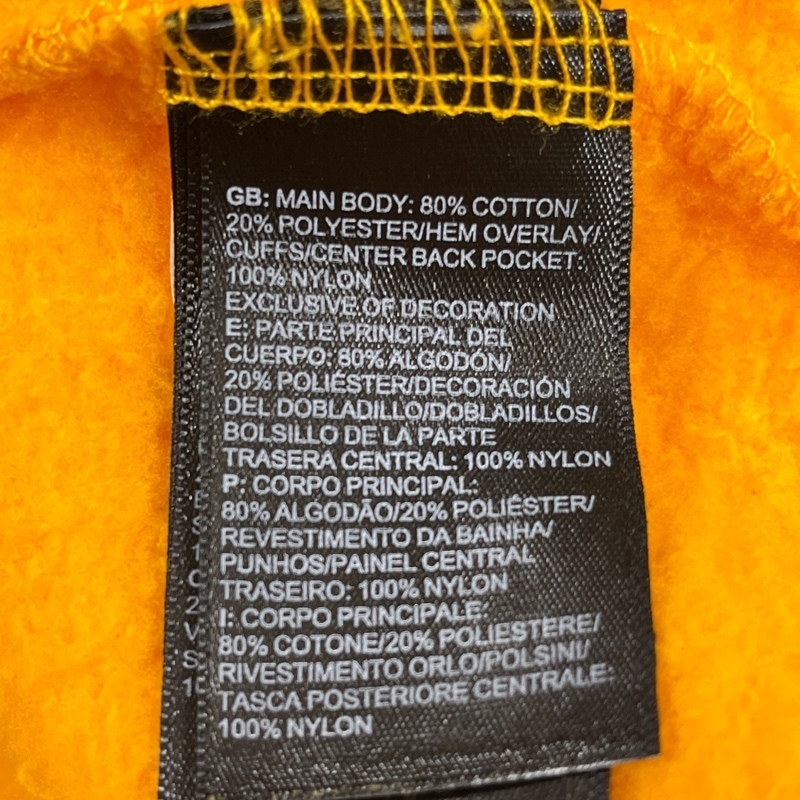 GB: MAIN BODY: 80% COTTON/
20% POLYESTER/HEM OVERLAY/
CUFFS/CENTER BACK POCKET:
100% NYLON
EXCLUSIVE OF DECORATION
E: PARTE PRINCIPAL DEL
CUERPO: 80% ALGODÓN/
20% POLIÉSTER/DECORACIÓN
DEL DOBLADILLO/DOBLADILLOS/
BOLSILLO DE LA PARTE
TRASERA CENTRAL: 100% NYLON
P: CORPO PRINCIPAL:
80% ALGODÃO/20% POLIÉSTER/
REVESTIMENTO DA BAINHA/
PUNHOS/PAINEL CENTRAL
TRASEIRO: 100% NYLON
I: CORPO PRINCIPALE:
80% COTONE/20% POLIESTERE/
RIVESTIMENTO ORLO/POLSINI/
TASCA POSTERIORE CENTRALE:
100% NYLON